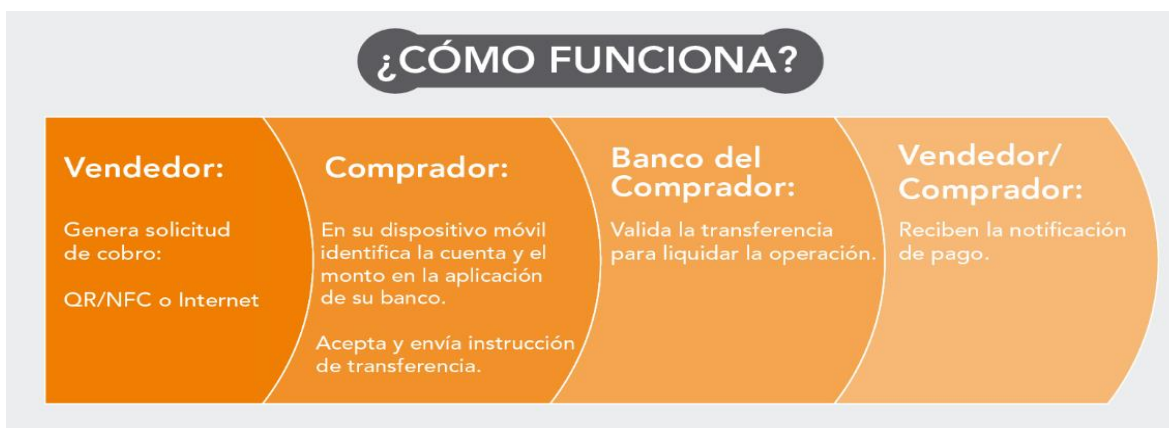 ¿CÓMO FUNCIONA?
Vendedor:
Genera solicitud
de cobro:
QR/NFC o Internet
Comprador:
En su dispositivo móvil
identifica la cuenta y el
monto en la aplicación
de su banco.
Acepta y envía instrucción
de transferencia.
Banco del
Comprador:
Valida la transferencia
para liquidar la operación.
Vendedor/
Comprador:
Reciben la notificación
de pago.